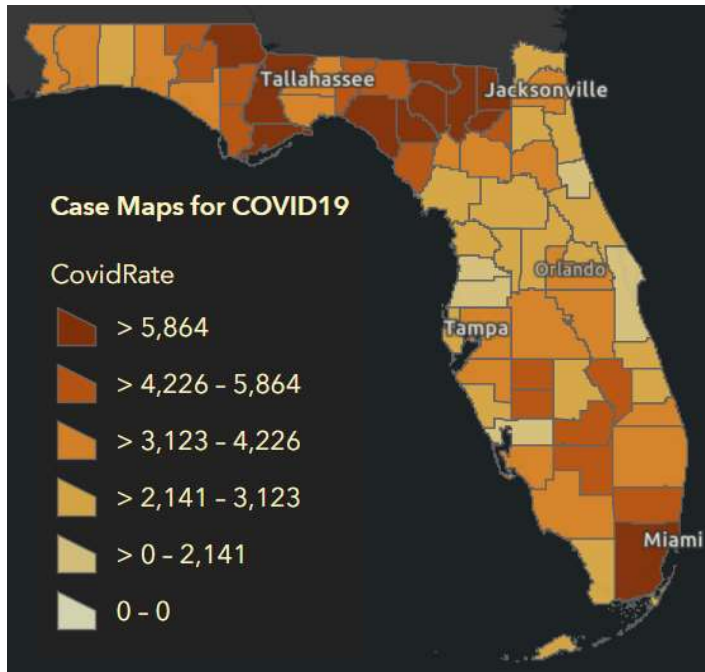 Tallahassee
Jacksonville
Case Maps for COVID19
CovidRate
Orlando
> 5,864
Tampa
> 4,226 – 5,864
> 3,123 – 4,226
> 2,141 – 3,123
Miami
> 0 – 2,141
0 – 0